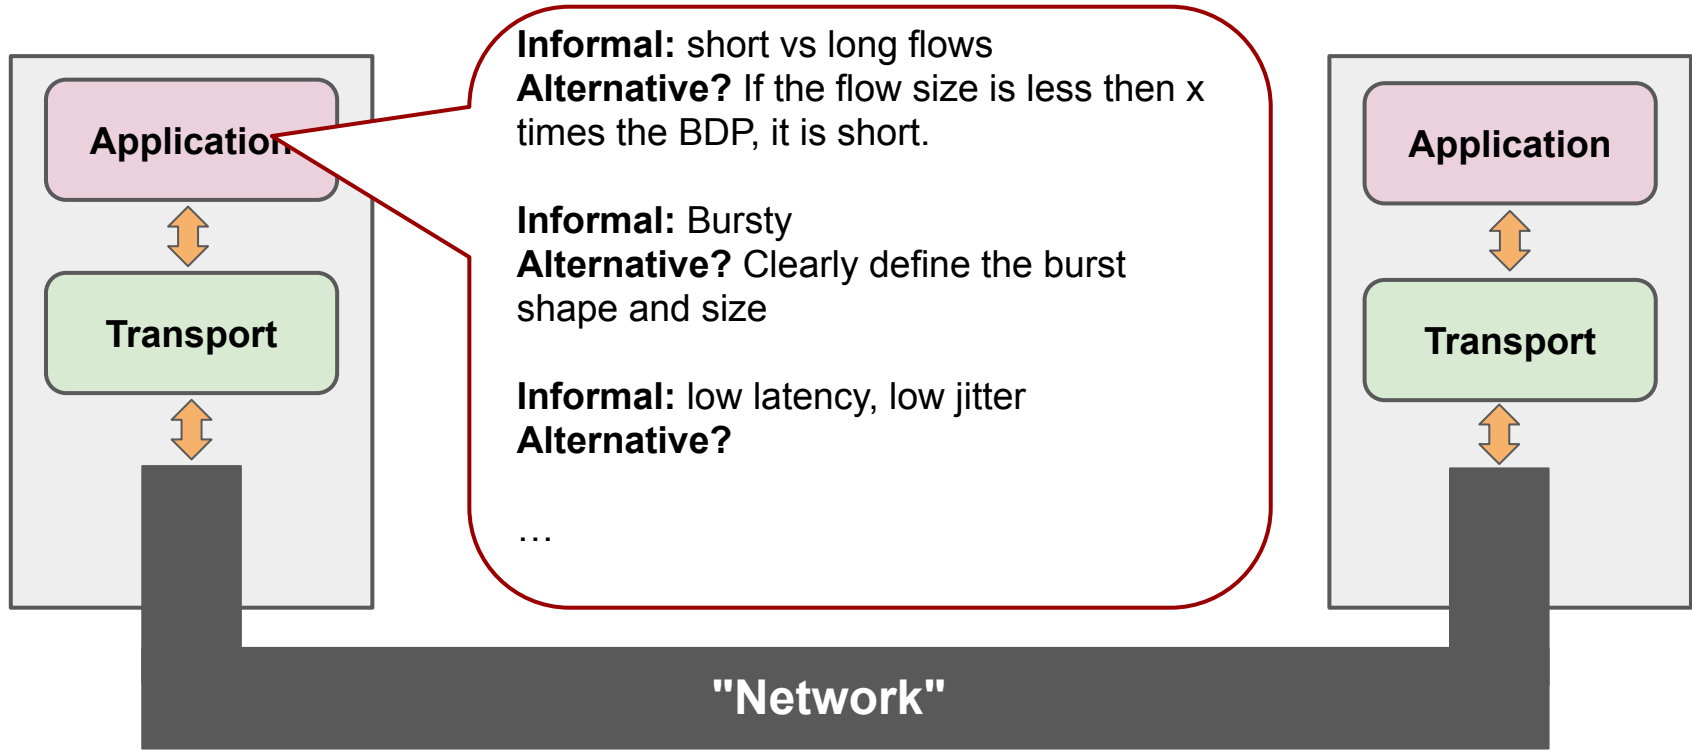 Informal: short vs long flows
Alternative? If the flow size is less then x
times the BDP, it is short.
Informal: Bursty
Alternative? Clearly define the burst
shape and size
Informal: low latency, low jitter
Alternative?
…
Application
Transport
Application
Transport
"Network"